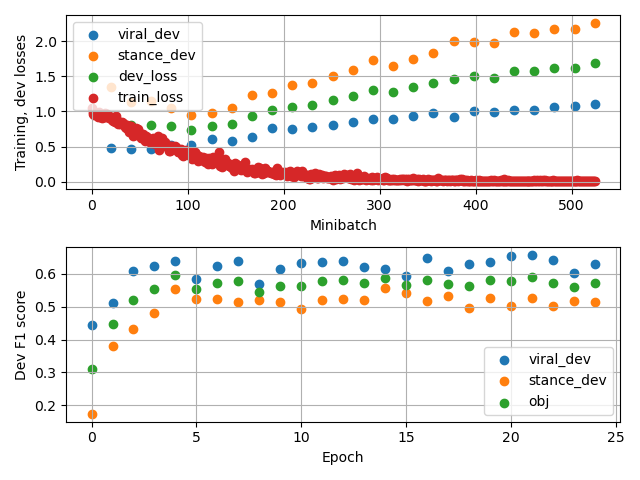 viral_dev
stance_dev
dev_loss
train_loss
Training, dev losses
2.0
1.5
1.0
0.5
0.0
0
100
200
300
400
500
Minibatch
Dev F1 score
0.6
0.5
0.4
0.3
0.2
viral_dev
stance_dev
obj
0
5
10
15
20
25
Epoch